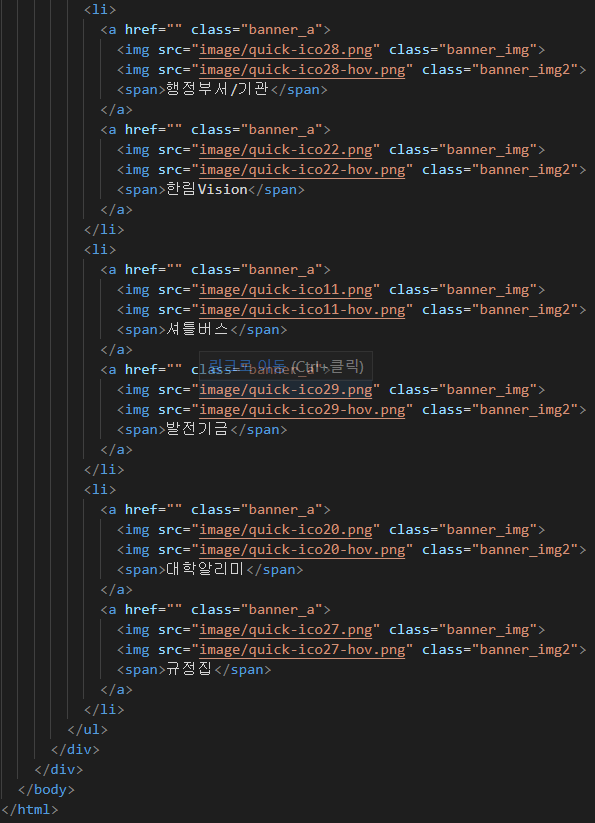 <li>
<a href="" class="banner_a">
<img src="image/quick-ico28.png" class="banner_img">
<img src="image/quick-ico28-hov.png" class="banner_img2">
<span>행정부서/기관</span>
</a>
<a href="" class="banner_a">
<img src="image/quick-ico22.png" class="banner_img">
<img src="image/quick-ico22-hov.png" class="banner_img2">
<span>한림Vision</span>
</a>
</li>
<li>
<a href="" class="banner_a">
<img src="image/quick-ico11.png" class="banner_img">
<img src="image/quick-ico11-hov.png" class="banner_img2">
<span>셔틀버스</span>
</a>
링크로 이동 (Ctrl+클릭)
<a href="" class="banner_a">
<img src="image/quick-ico29.png" class="banner_img">
<img src="image/quick-ico29-hov.png" class="banner_img2">
<span>발전기금</span>
</a>
</li>
<li>
<a href="" class="banner_a">
<img src="image/quick-ico20.png" class="banner_img">
<img src="image/quick-ico20-hov.png" class="banner_img2">
<span>대학알리미</span>
</a>
<a href="" class="banner_a">
<img src="image/quick-ico27.png" class="banner_img">
<img src="image/quick-ico27-hov.png" class="banner_img2">
<span>규정집</span>
</a>
</li>
</ul>
</div>
</div>
</body>
</html>